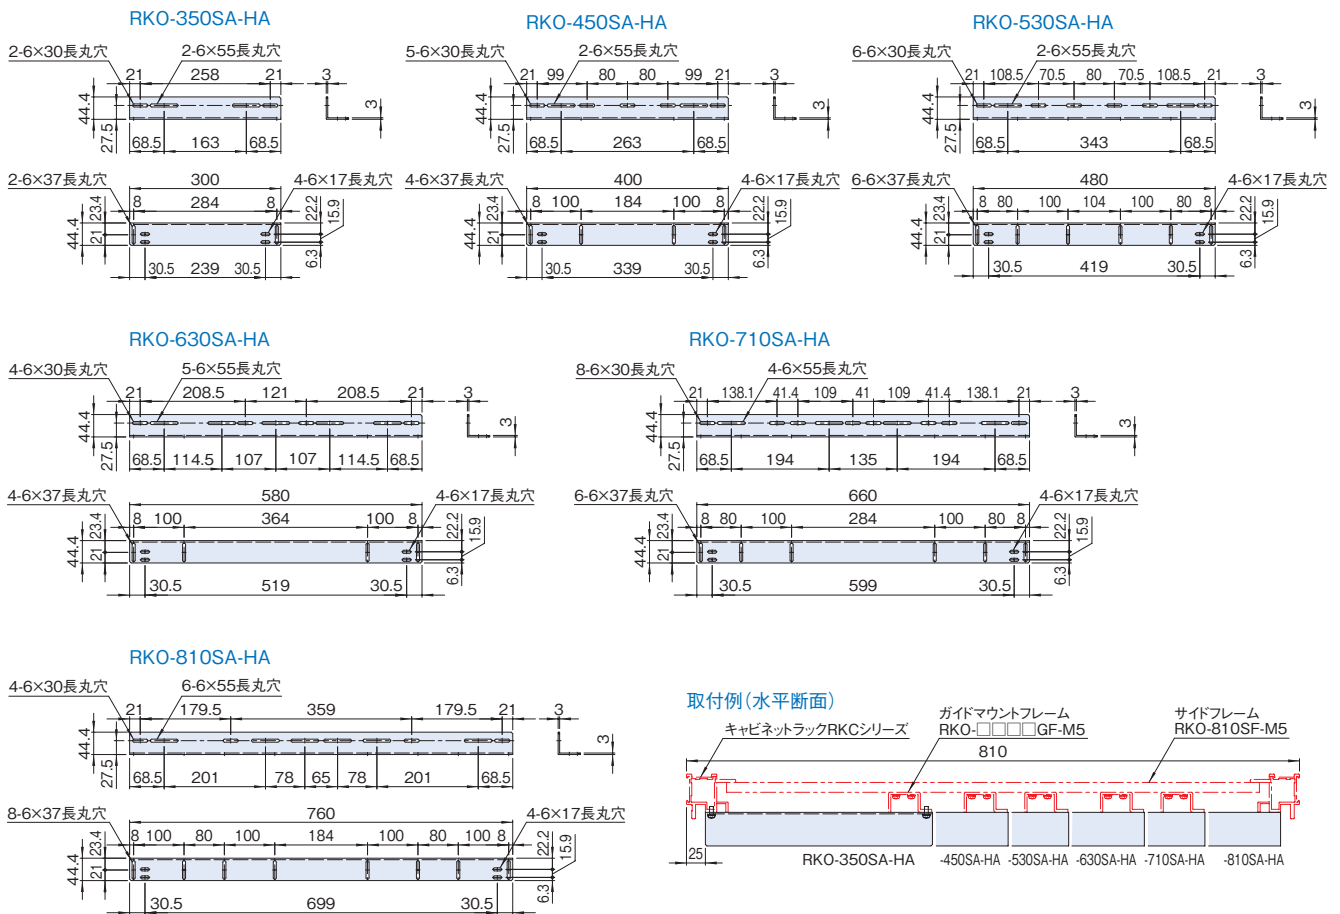 RKO-350SA-HA
2-6×30長丸穴 2-6×55長丸穴
21 258 21 3
44.4 27.5 3
68.5 163 68.5
2-6×37長丸穴 300 4-6×17長丸穴
8 284 8
44.4 23.4 21 22.2 15.9 6.3
30.5 239 30.5
RKO-450SA-HA
5-6×30長丸穴 2-6×55長丸穴
21 99 80 80 99 21 3
44.4 27.5 3
68.5 263 68.5
4-6×37長丸穴 400 4-6×17長丸穴
8 100 184 100 8
44.4 23.4 21 22.2 15.9 6.3
30.5 339 30.5
RKO-530SA-HA
6-6×30長丸穴 2-6×55長丸穴
21 108.5 70.5 80 70.5 108.5 21 3
44.4 27.5 3
68.5 343 68.5
6-6×37長丸穴 480 4-6×17長丸穴
8 80 100 104 100 80 8
44.4 23.4 21 22.2 15.9 6.3
30.5 419 30.5
RKO-630SA-HA
4-6×30長丸穴 5-6×55長丸穴
21 208.5 121 208.5 21 3
44.4 27.5 3
68.5 114.5 107 107 114.5 68.5
4-6×37長丸穴 580 4-6×17長丸穴
8 100 364 100 8
44.4 23.4 21 22.2 15.9 6.3
30.5 519 30.5
RKO-710SA-HA
8-6×30長丸穴 4-6×55長丸穴
21 138.1 41.4 109 41 109 41.4 138.1 21 3
44.4 27.5 3
68.5 194 135 194 68.5
6-6×37長丸穴 660 4-6×17長丸穴
8 80 100 284 100 80 8
44.4 23.4 21 22.2 15.9 6.3
30.5 599 30.5
RKO-810SA-HA
4-6×30長丸穴 6-6×55長丸穴
21 179.5 359 179.5 21 3
44.4 27.5 3
68.5 201 78 65 78 201 68.5
8-6×37長丸穴 760 4-6×17長丸穴
8 100 80 100 184 100 80 100 8
44.4 23.4 21 22.2 15.9 6.3
30.5 699 30.5
取付例(水平断面)
キャビネットラックRKCシリーズ
ガイドマウントフレーム
RKO-□□□□GF-M5
サイドフレーム
RKO-810SF-M5
810
25
RKO-350SA-HA -450SA-HA -530SA-HA -630SA-HA -710SA-HA -810SA-HA